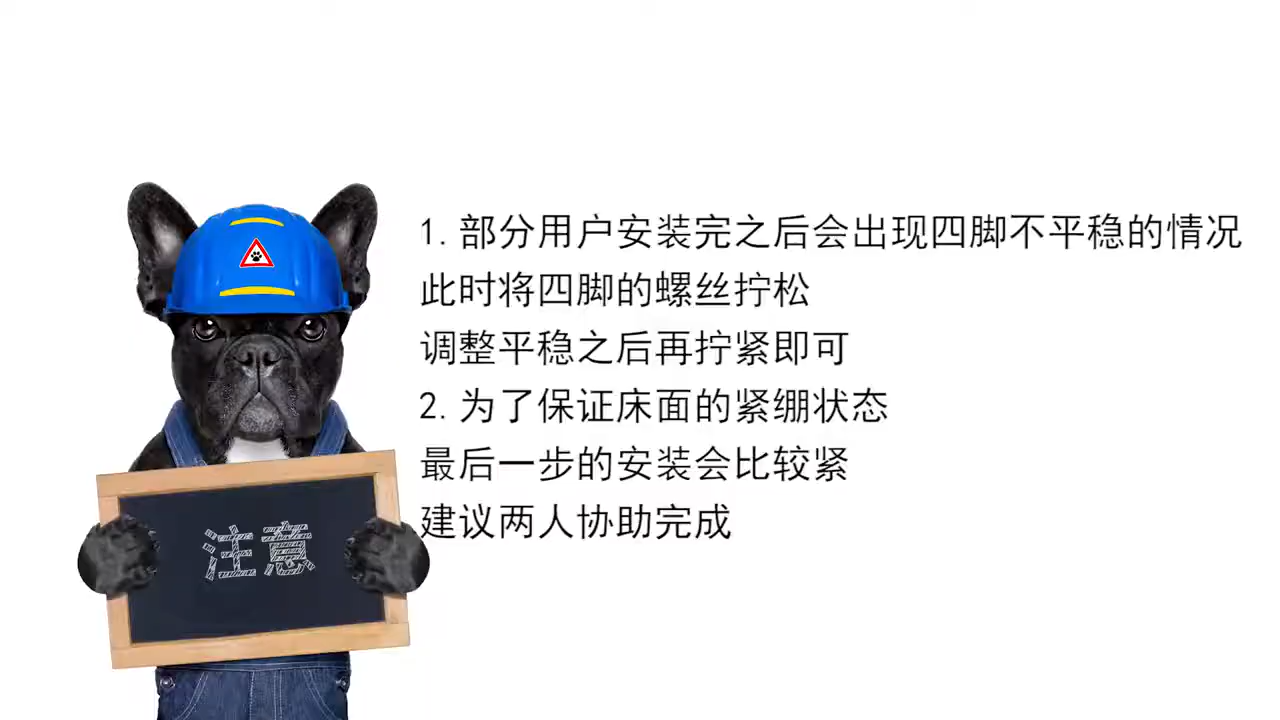 1.部分用户安装完之后会出现四脚不平稳的情况
此时将四脚的螺丝拧松
调整平稳之后再拧紧即可
2.为了保证床面的紧绷状态
最后一步的安装会比较紧
建议两人协助完成
注意